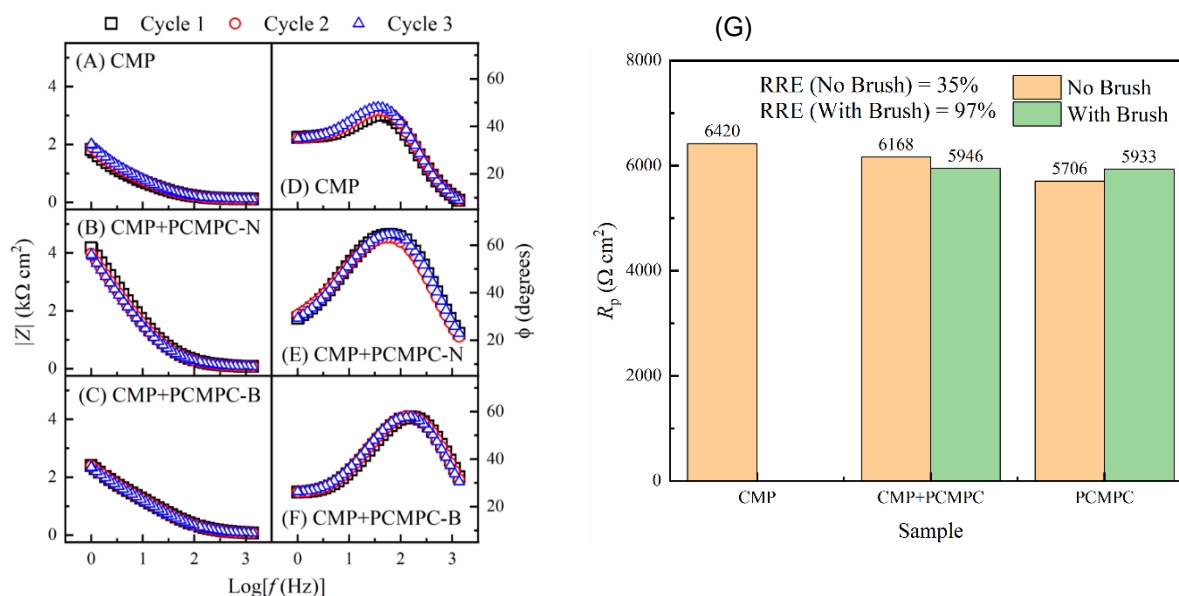 Cycle 1 Cycle 2 Cycle 3
(A) CMP
4
2
0
|Z| (kΩ cm²)
(B) CMP+PCMPC-N
4
2
0
(C) CMP+PCMPC-B
4
2
0
0 1 2 3
(D) CMP
60
40
20
ϕ (degrees)
(E) CMP+PCMPC-N
60
40
20
(F) CMP+PCMPC-B
60
40
20
0 1 2 3
Log[f (Hz)]
(G)
8000
6000
4000
2000
0
Rp (Ω cm²)
RRE (No Brush) = 35%
RRE (With Brush) = 97%
No Brush
With Brush
6420
6168
5946
5706
5933
CMP CMP+PCMPC PCMPC
Sample